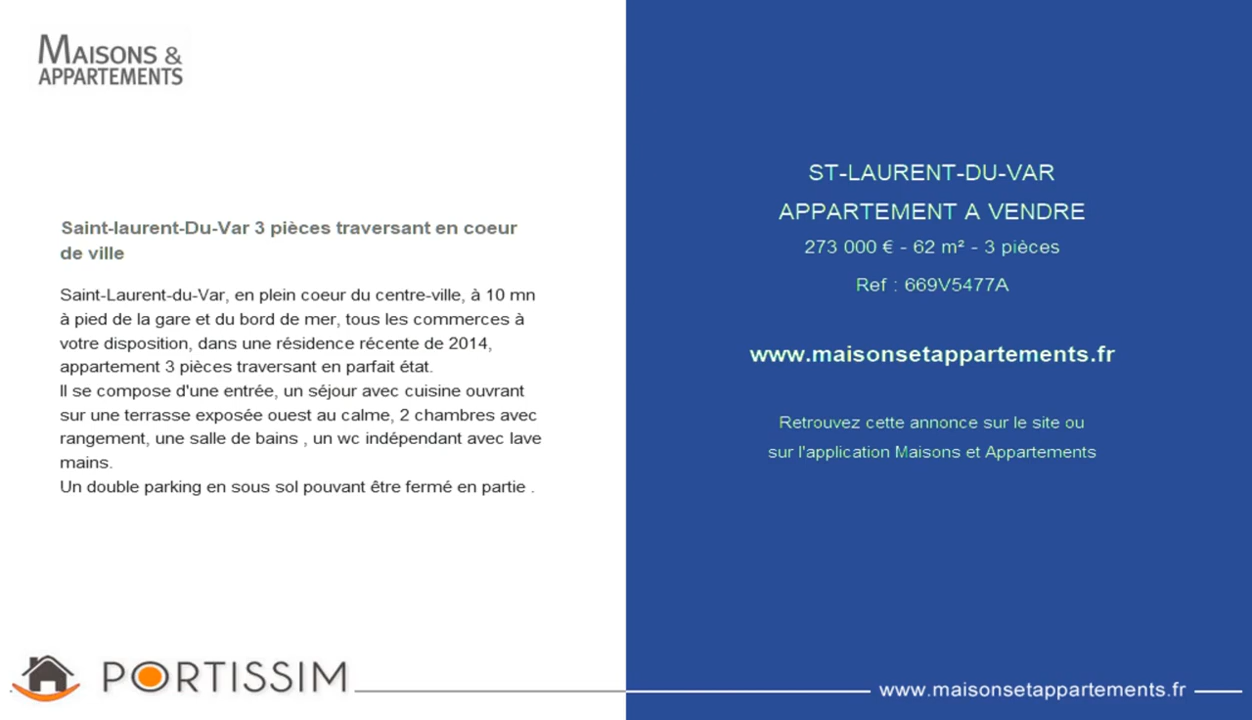 MAISONS &
APPARTEMENTS
Saint-laurent-Du-Var 3 pièces traversant en coeur
de ville
Saint-Laurent-du-Var, en plein coeur du centre-ville, à 10 mn
à pied de la gare et du bord de mer, tous les commerces à
votre disposition, dans une résidence récente de 2014,
appartement 3 pièces traversant en parfait état.
Il se compose d'une entrée, un séjour avec cuisine ouvrant
sur une terrasse exposée ouest au calme, 2 chambres avec
rangement, une salle de bains , un wc indépendant avec lave
mains.
Un double parking en sous sol pouvant être fermé en partie .
PORTISSIM
ST-LAURENT-DU-VAR
APPARTEMENT A VENDRE
273 000 € - 62 m² - 3 pièces
Ref : 669V5477A
www.maisonsetappartements.fr
Retrouvez cette annonce sur le site ou
sur l'application Maisons et Appartements
www.maisonsetappartements.fr